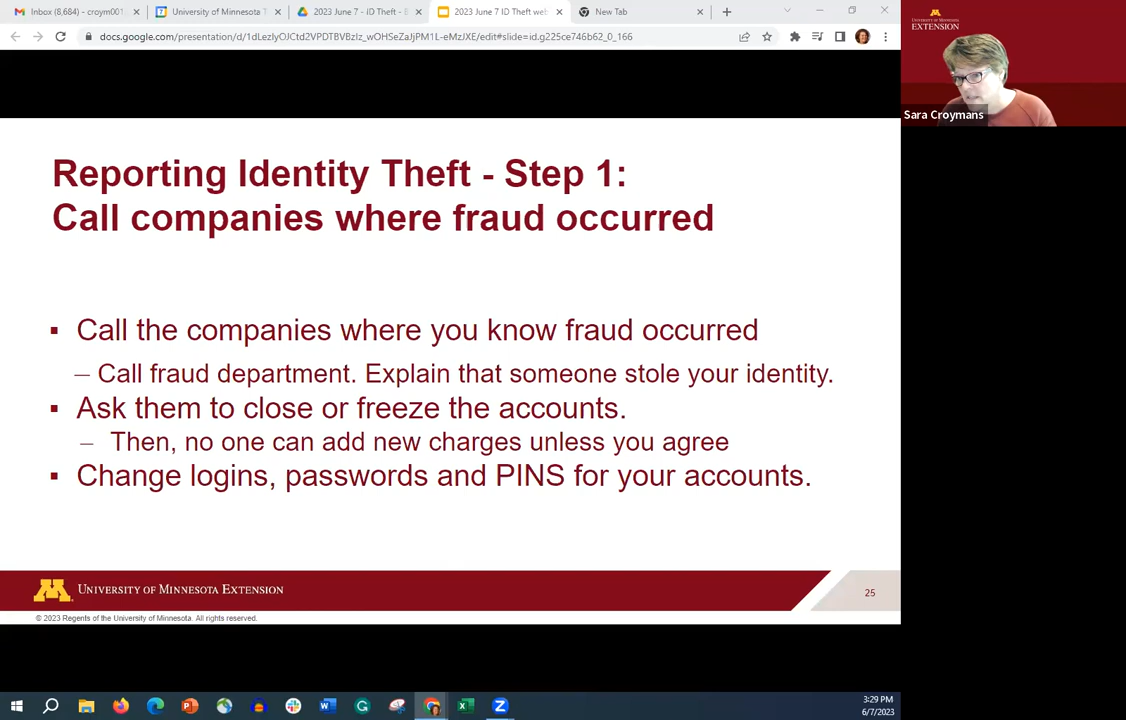 Inbox (8,684) - croym001
University of Minnesota T
2023 June 7 - ID Theft - E
2023 June 7 ID Theft web
New Tab
docs.google.com/presentation/d/1dLezIyOJCtd2VPDTBVBzIz_wOHSeZaJjPM1L-eMzJXE/edit#slide=id.g225ce746b62_0_166
UNIVERSITY OF MINNESOTA
EXTENSION
Sara Croymans
Reporting Identity Theft - Step 1:
Call companies where fraud occurred
▪ Call the companies where you know fraud occurred
– Call fraud department. Explain that someone stole your identity.
▪ Ask them to close or freeze the accounts.
– Then, no one can add new charges unless you agree
▪ Change logins, passwords and PINS for your accounts.
UNIVERSITY OF MINNESOTA EXTENSION
25
© 2023 Regents of the University of Minnesota. All rights reserved.
3:29 PM
6/7/2023